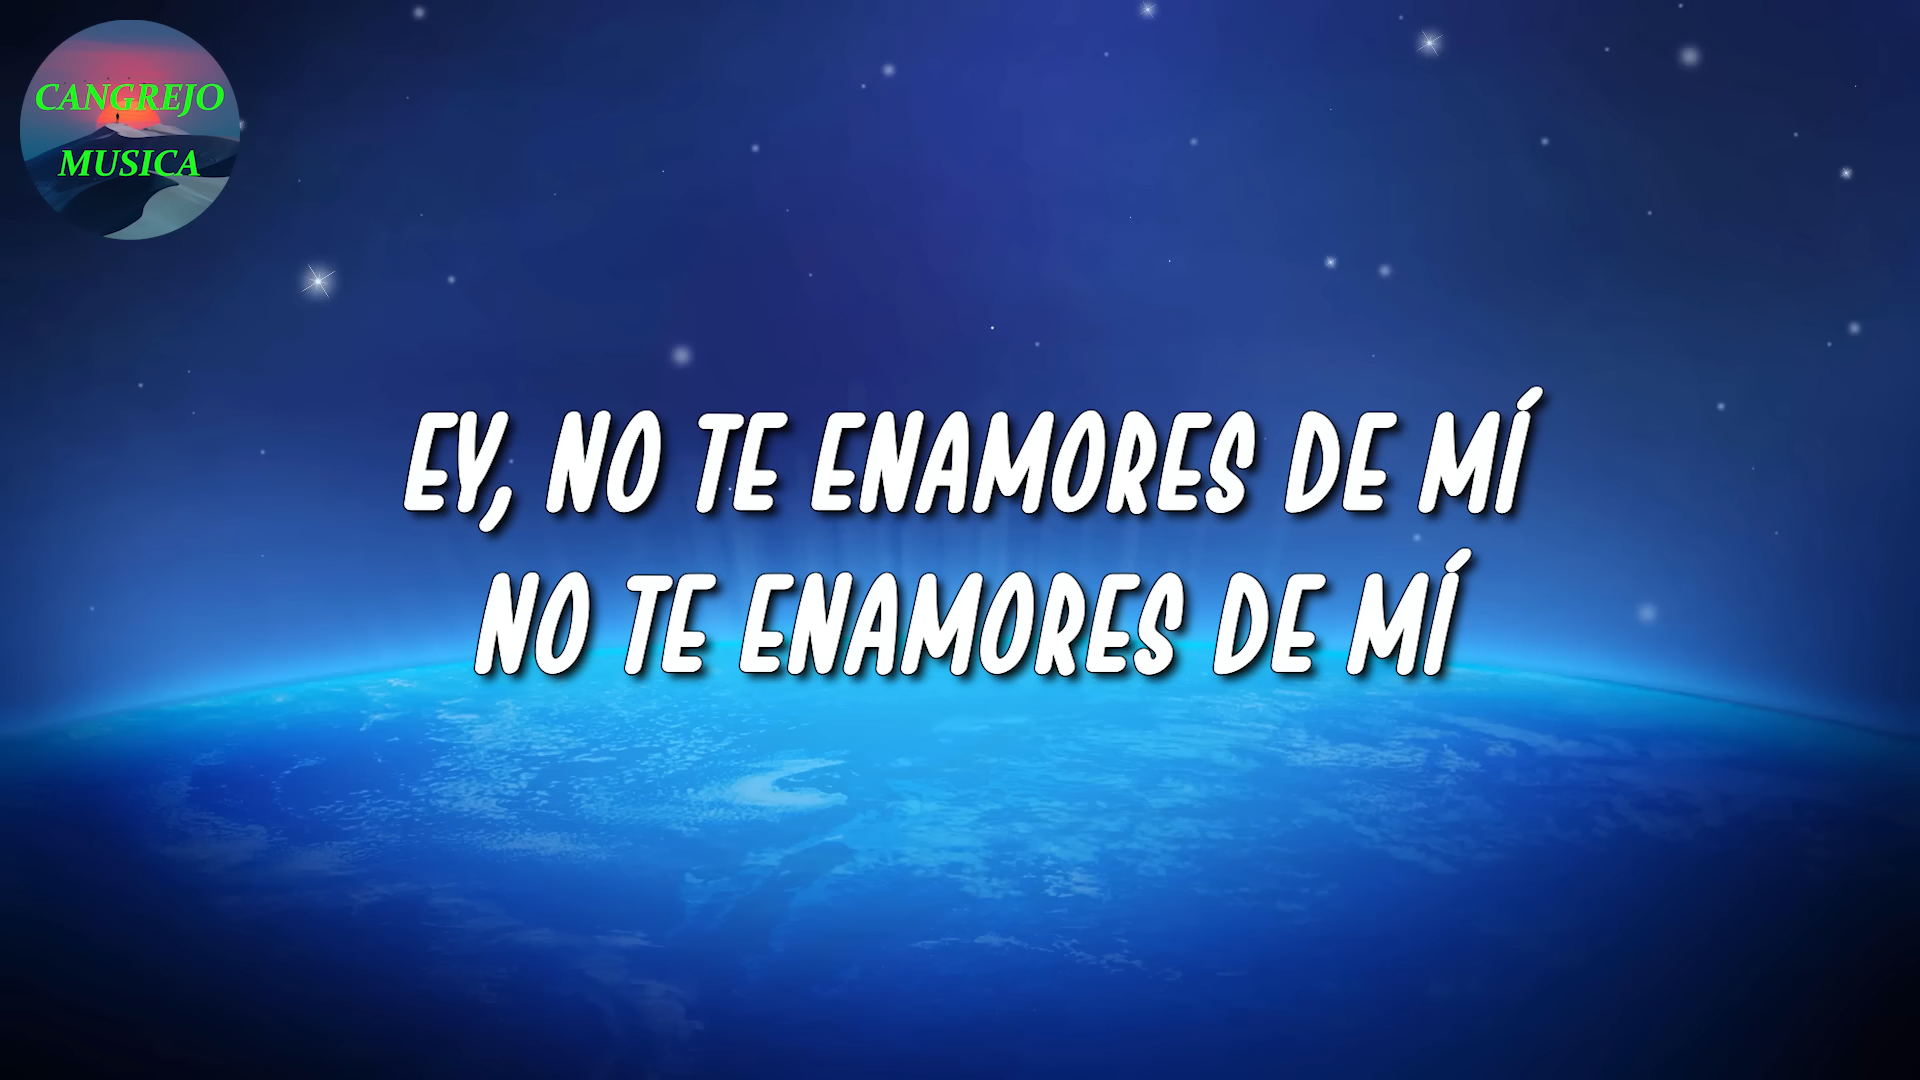 CANGREJO
MUSICA
EY, NO TE ENAMORES DE MÍ
NO TE ENAMORES DE MÍ